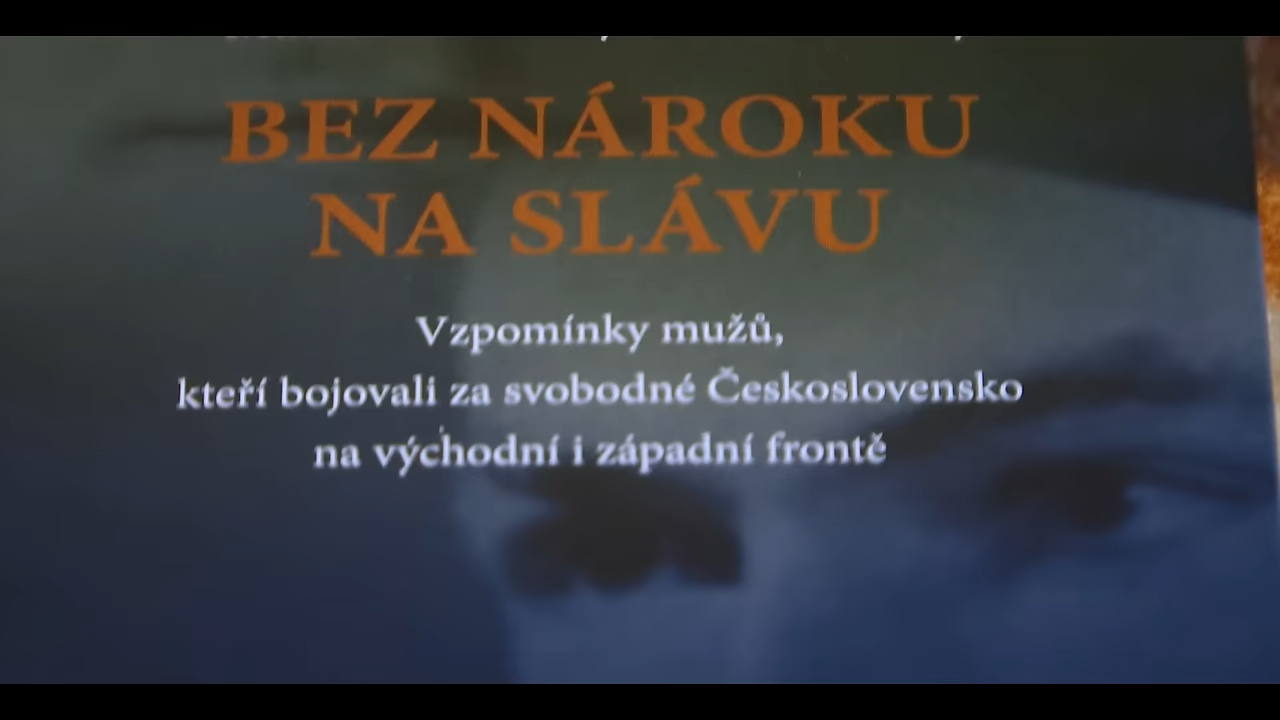 BEZ NÁROKU
NA SLÁVU
Vzpomínky mužů,
kteří bojovali za svobodné Československo
na východní i západní frontě